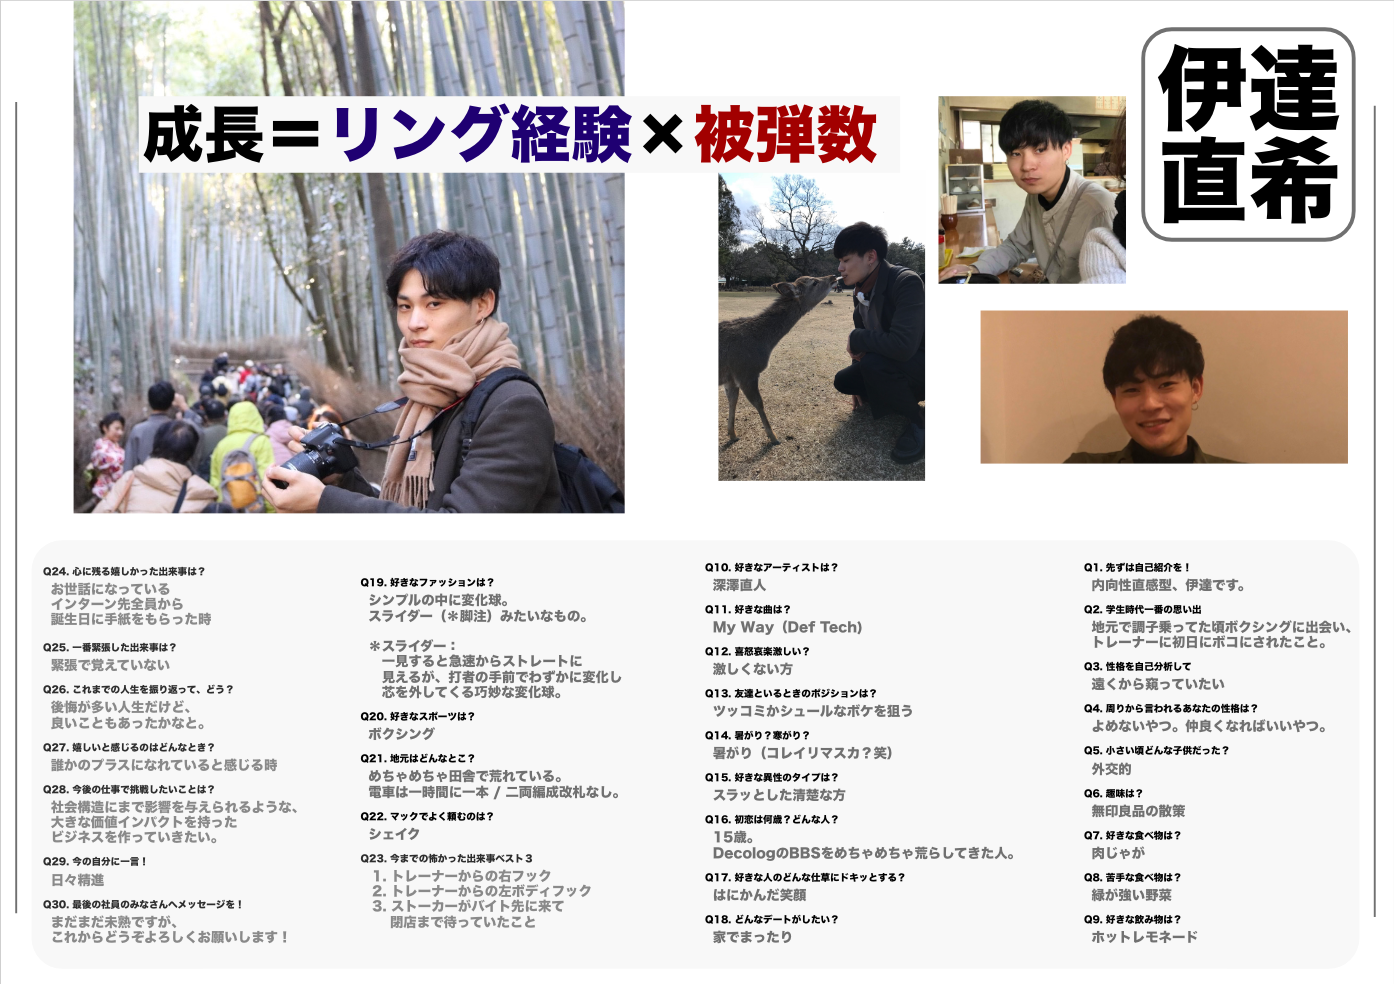 伊達
直希
成長＝リング経験×被弾数
Q1. 先ずは自己紹介を！
内向性直感型、伊達です。
Q2. 学生時代一番の思い出
地元で調子乗ってた頃ボクシングに出会い、
トレーナーに初日にボコにされたこと。
Q3. 性格を自己分析して
遠くから窺っていたい
Q4. 周りから言われるあなたの性格は？
よめないやつ。仲良くなればいいやつ。
Q5. 小さい頃どんな子供だった？
外交的
Q6. 趣味は？
無印良品の散策
Q7. 好きな食べ物は？
肉じゃが
Q8. 苦手な食べ物は？
緑が強い野菜
Q9. 好きな飲み物は？
ホットレモネード
Q10. 好きなアーティストは？
深澤直人
Q11. 好きな曲は？
My Way（Def Tech）
Q12. 喜怒哀楽激しい？
激しくない方
Q13. 友達といるときのポジションは？
ツッコミかシュールなボケを狙う
Q14. 暑がり？寒がり？
暑がり（コレイリマスカ？笑）
Q15. 好きな異性のタイプは？
スラッとした清楚な方
Q16. 初恋は何歳？どんな人？
15歳。
DecologのBBSをめちゃめちゃ荒らしてきた人。
Q17. 好きな人のどんな仕草にドキッとする？
はにかんだ笑顔
Q18. どんなデートがしたい？
家でまったり
Q19. 好きなファッションは？
シンプルの中に変化球。
スライダー（＊脚注）みたいなもの。
＊スライダー：
一見すると急速からストレートに
見えるが、打者の手前でわずかに変化し
芯を外してくる巧妙な変化球。
Q20. 好きなスポーツは？
ボクシング
Q21. 地元はどんなとこ？
めちゃめちゃ田舎で荒れている。
電車は一時間に一本 / 二両編成改札なし。
Q22. マックでよく頼むのは？
シェイク
Q23. 今までの怖かった出来事ベスト３
1. トレーナーからの右フック
2. トレーナーからの左ボディフック
3. ストーカーがバイト先に来て
閉店まで待っていたこと
Q24. 心に残る嬉しかった出来事は？
お世話になっている
インターン先全員から
誕生日に手紙をもらった時
Q25. 一番緊張した出来事は？
緊張で覚えていない
Q26. これまでの人生を振り返って、どう？
後悔が多い人生だけど、
良いこともあったかなと。
Q27. 嬉しいと感じるのはどんなとき？
誰かのプラスになれていると感じる時
Q28. 今後の仕事で挑戦したいことは？
社会構造にまで影響を与えられるような、
大きな価値インパクトを持った
ビジネスを作っていきたい。
Q29. 今の自分に一言！
日々精進
Q30. 最後の社員のみなさんへメッセージを！
まだまだ未熟ですが、
これからどうぞよろしくお願いします！